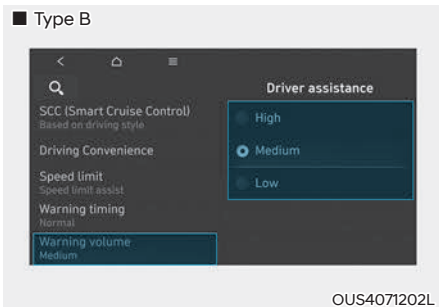 ■ Type B
Driver assistance
SCC (Smart Cruise Control)
Based on driving style
Driving Convenience
Speed limit
Speed limit assist
Warning timing
Normal
Warning volume
Medium
High
Medium
Low
OUS4071202L